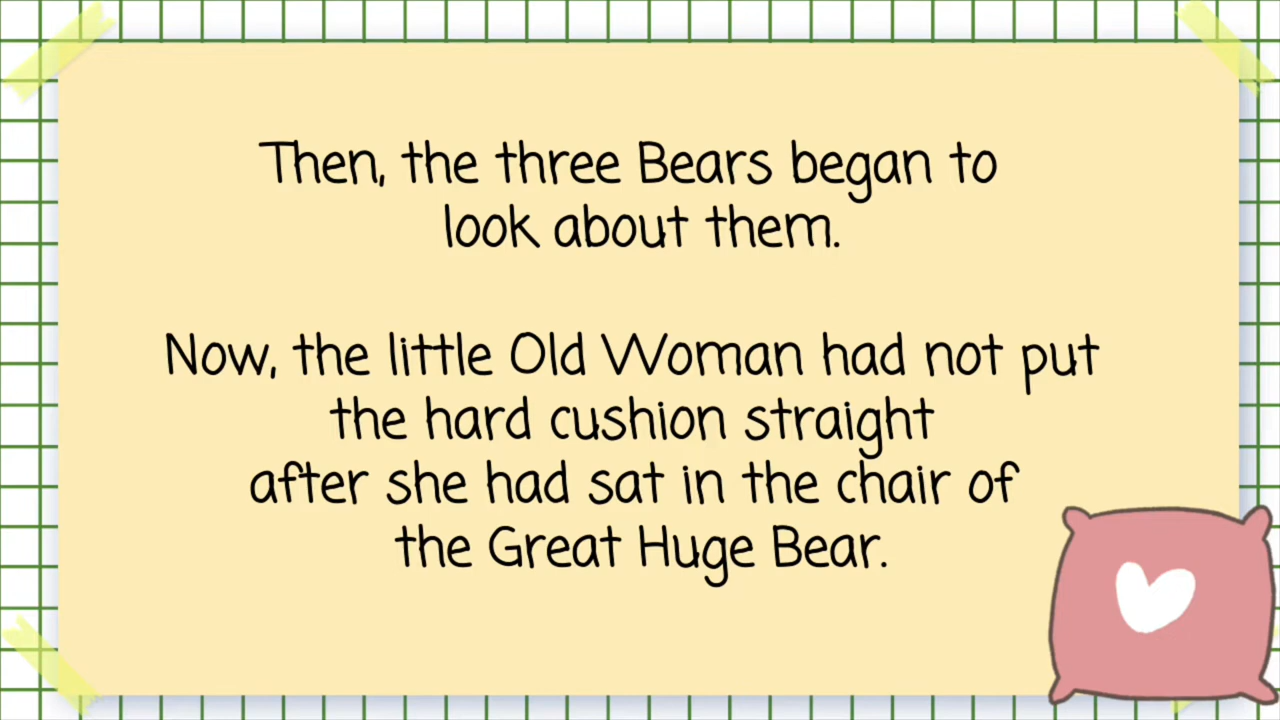 Then, the three Bears began to
look about them.
Now, the little Old Woman had not put
the hard cushion straight
after she had sat in the chair of
the Great Huge Bear.